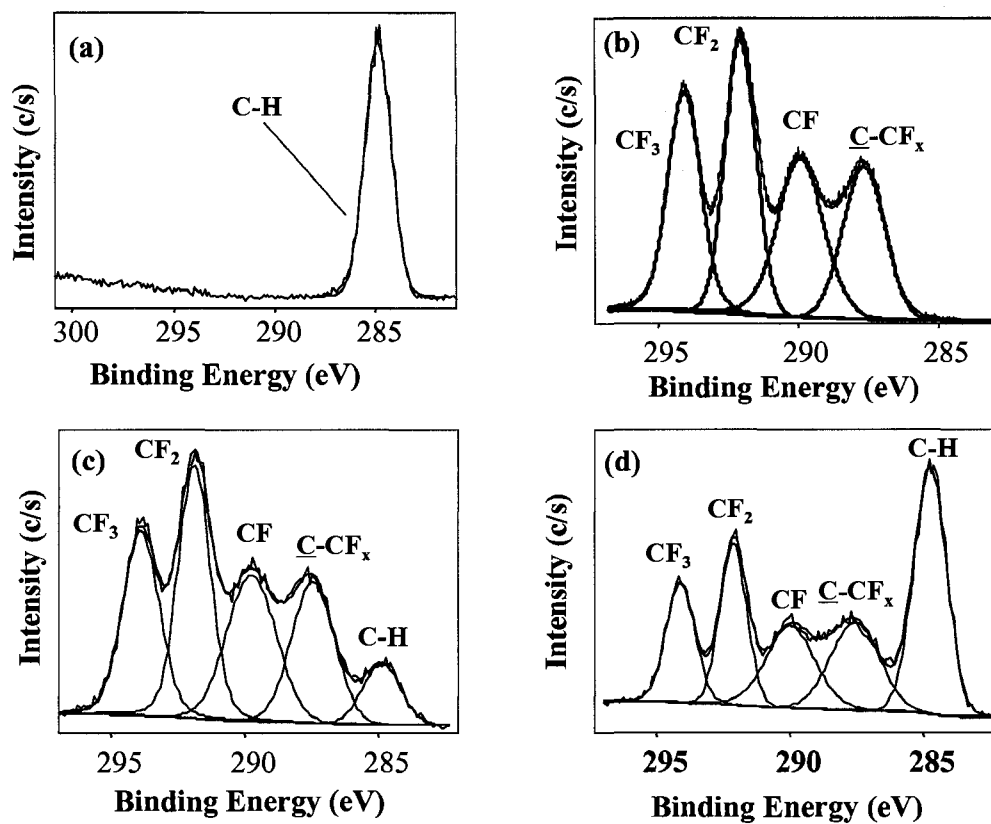 (a)
C-H
Intensity (c/s)
300 295 290 285
Binding Energy (eV)
(b)
CF₂
CF₃
CF
C-CFₓ
Intensity (c/s)
295 290 285
Binding Energy (eV)
(c)
CF₂
CF₃
CF
C-CFₓ
C-H
Intensity (c/s)
295 290 285
Binding Energy (eV)
(d)
C-H
CF₂
CF₃
CF
C-CFₓ
Intensity (c/s)
295 290 285
Binding Energy (eV)